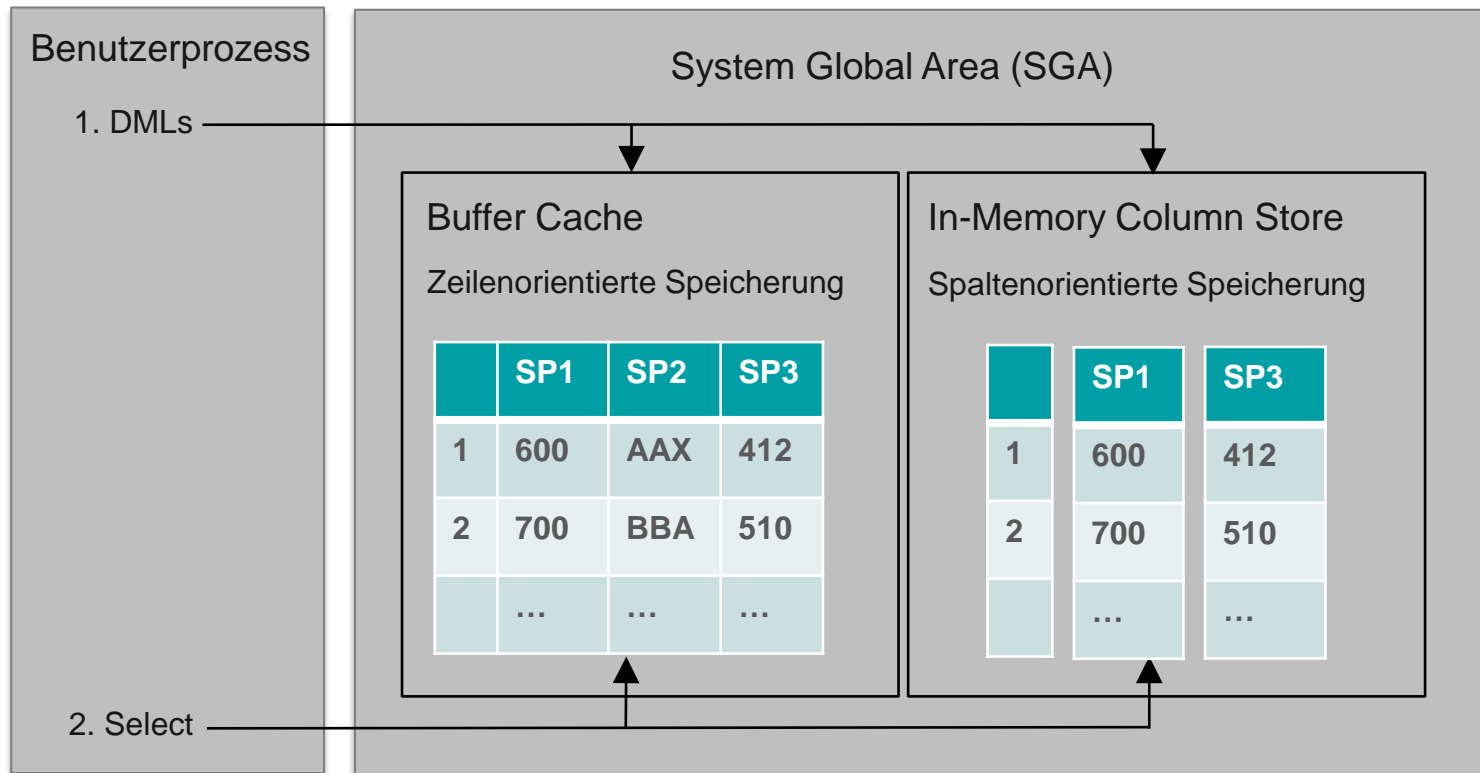 Benutzerprozess
System Global Area (SGA)
1. DMLs
Buffer Cache
Zeilenorientierte Speicherung
SP1 SP2 SP3
1 600 AAX 412
2 700 BBA 510
… … …
In-Memory Column Store
Spaltenorientierte Speicherung
SP1 SP3
1 600 412
2 700 510
… …
2. Select